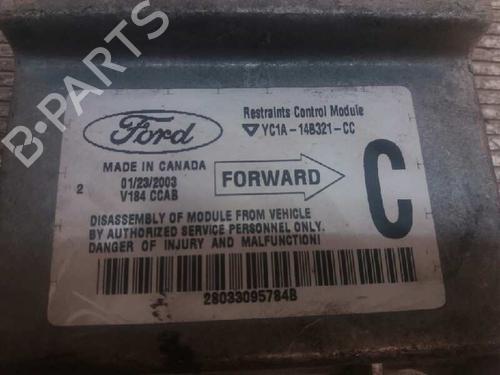 Ford
Restraints Control Module
YC1A-14B321-CC
MADE IN CANADA
2 01/23/2003
V184 CCAB
FORWARD
C
DISASSEMBLY OF MODULE FROM VEHICLE
BY AUTHORIZED SERVICE PERSONNEL ONLY.
DANGER OF INJURY AND MALFUNCTION!
28033095784B